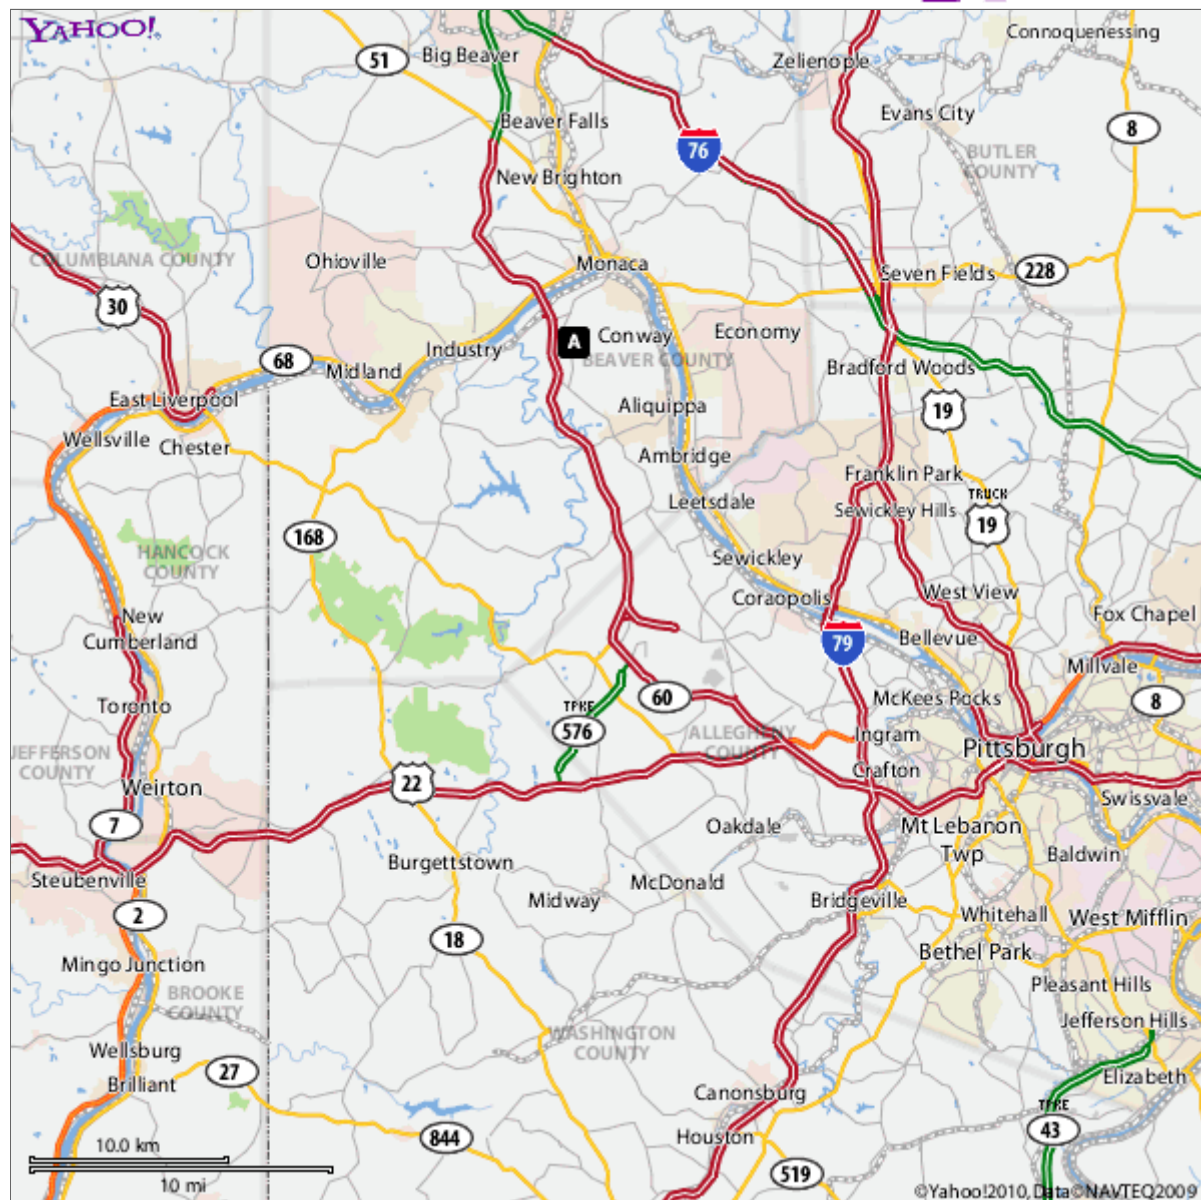 YAHOO!
Connoquenessing
51
Big Beaver
Zelienople
Evans City
8
Beaver Falls
76
BUTLER
COUNTY
New Brighton
COLUMBIANA COUNTY
Ohioville
Monaca
Seven Fields
228
30
A
Conway
Economy
BEAVER COUNTY
Industry
68
Midland
Bradford Woods
East Liverpool
Aliquippa
19
Wellsville
Chester
Ambridge
Franklin Park
Leetsdale
Sewickley Hills
TRUCK
19
168
HANCOCK
COUNTY
Sewickley
Coraopolis
West View
New
Cumberland
Fox Chapel
79
Bellevue
Millvale
60
McKees Rocks
8
Toronto
TPKE
576
ALLEGHENY
COUNTY
Ingram
Pittsburgh
JEFFERSON
COUNTY
Crafton
Weirton
22
Swissvale
7
Oakdale
Mt Lebanon
Twp
Baldwin
Burgettstown
Steubenville
McDonald
Midway
Bridgeville
2
Whitehall
West Mifflin
18
Bethel Park
Mingo Junction
Pleasant Hills
BROOKE
COUNTY
Jefferson Hills
WASHINGTON
COUNTY
Wellsburg
27
Elizabeth
Brilliant
Canonsburg
TPKE
43
844
Houston
10.0 km
519
10 mi
©Yahoo!2010, Data©NAVTEQ2009